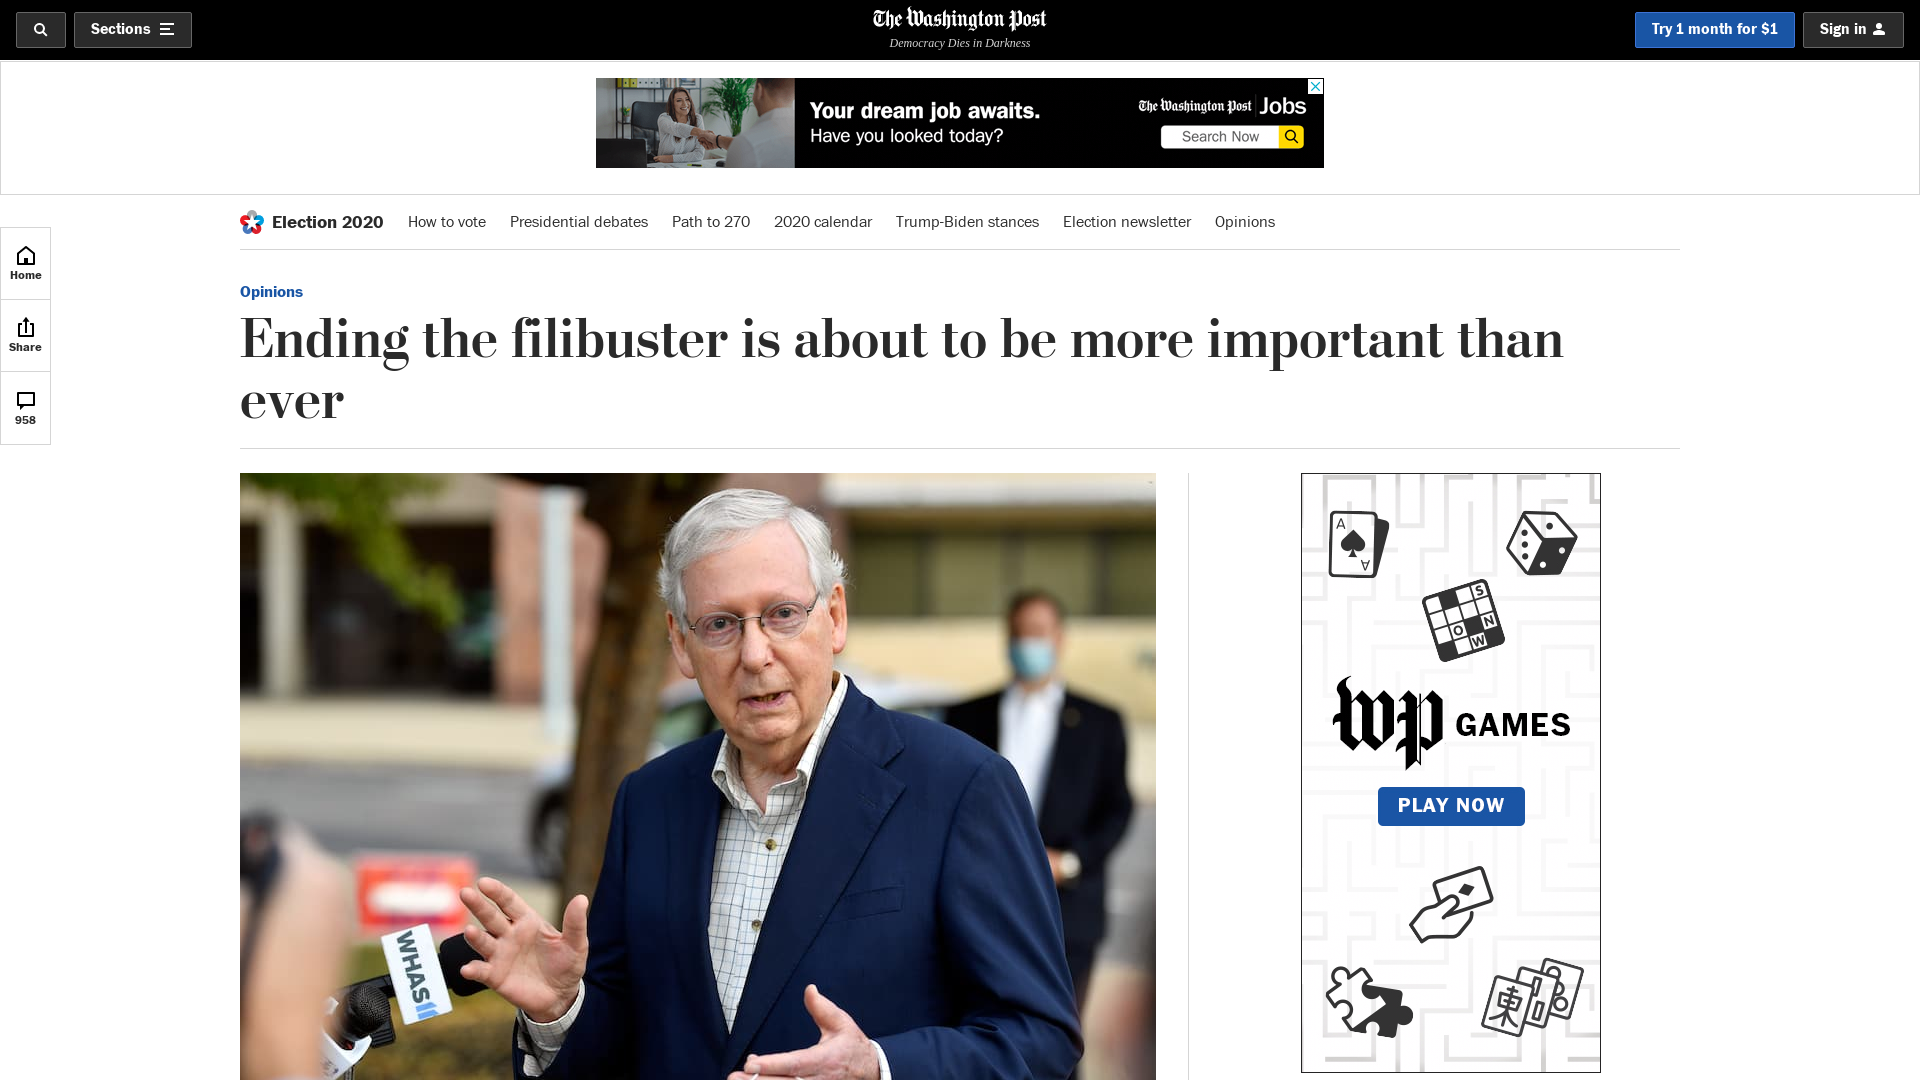 Sections
The Washington Post
Democracy Dies in Darkness
Try 1 month for $1
Sign in
Your dream job awaits.
Have you looked today?
The Washington Post Jobs
Search Now
Election 2020
How to vote
Presidential debates
Path to 270
2020 calendar
Trump-Biden stances
Election newsletter
Opinions
Home
Share
958
Opinions
Ending the filibuster is about to be more important than
ever
WHAS
A
A
S
O N
W
wp GAMES
PLAY NOW
東